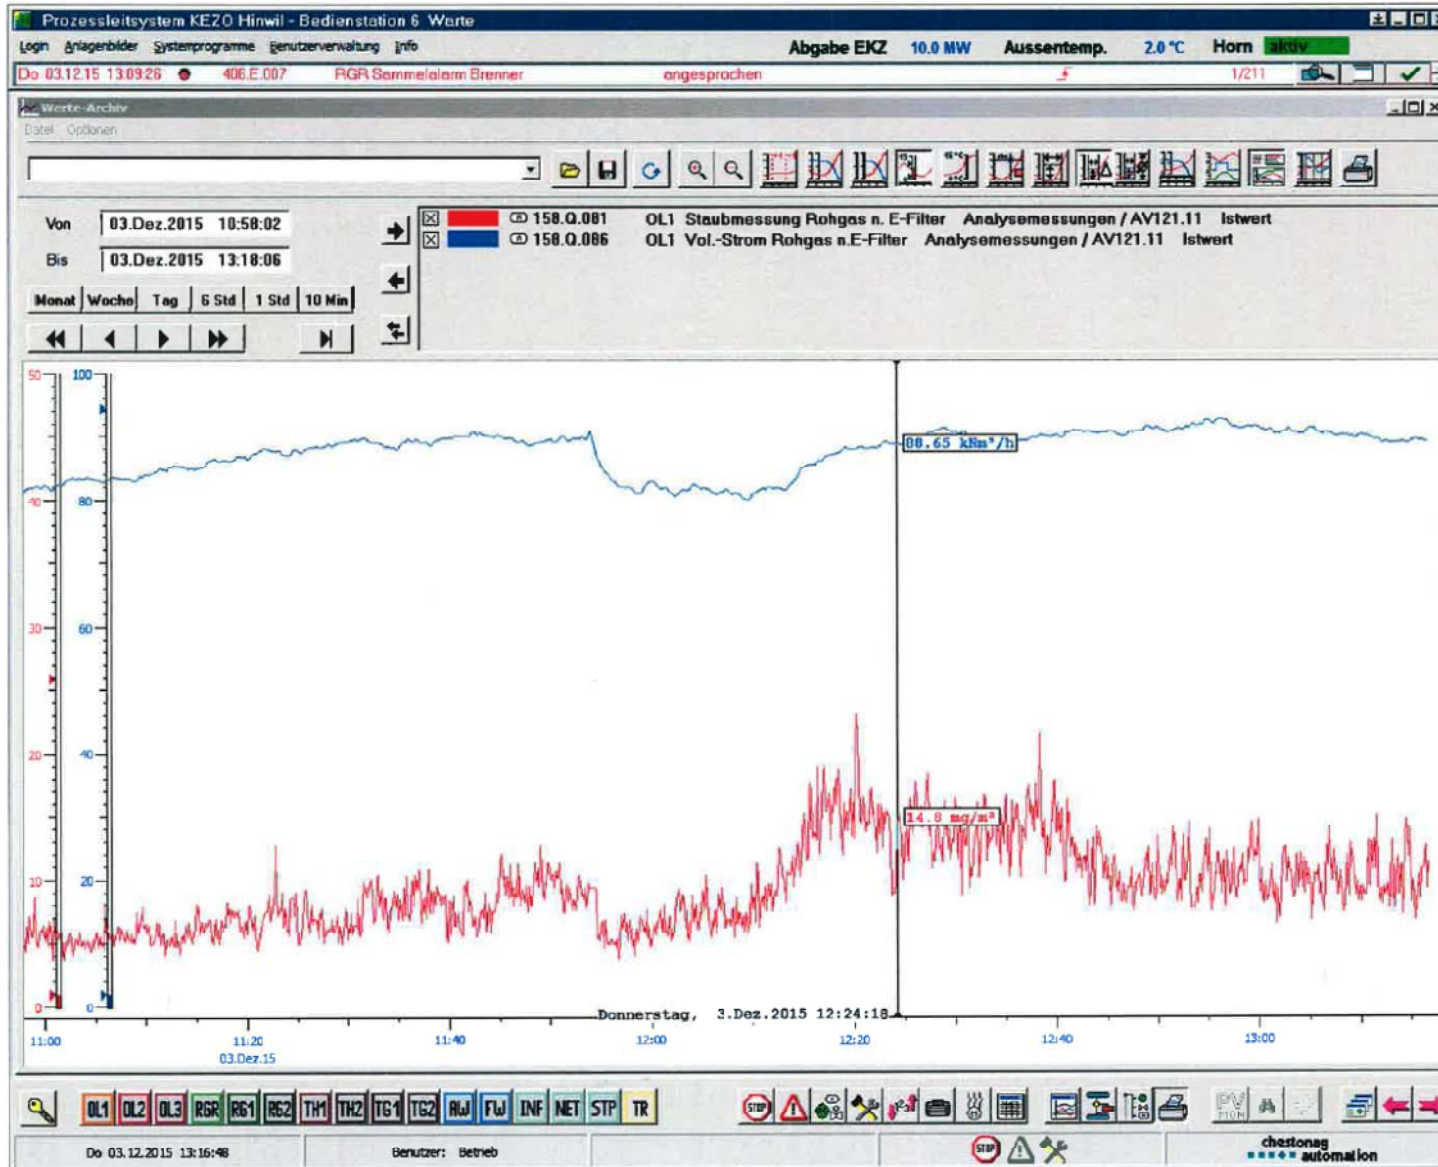 Prozessleitsystem KEZO Hinwil - Bedienstation 6 Warte
Login Anlagenbilder Systemprogramme Benutzerverwaltung Info Abgabe EKZ 10.0 MW Aussentemp. 2.0 °C Horn aktiv
Do 03.12.15 13:09:26 406.E.007 RGR Sammelalarm Brenner angesprochen 1/211
Werte-Archiv
Datei Optionen
Von 03.Dez.2015 10:58:02
Bis 03.Dez.2015 13:18:06
Monat Woche Tag 6 Std 1 Std 10 Min
158.Q.081 OL1 Staubmessung Rohgas n. E-Filter Analysemessungen / AV121.11 Istwert
158.Q.086 OL1 Vol.-Strom Rohgas n.E-Filter Analysemessungen / AV121.11 Istwert
50 100
88.65 kNm³/h
40 80
30 60
20 40
14.8 mg/m³
10 20
0 0
Donnerstag, 3.Dez.2015 12:24:18
11:00 11:20 11:40 12:00 12:20 12:40 13:00
03.Dez.15
OL1 OL2 OL3 RGR RG1 RG2 TH1 TH2 TG1 TG2 AW FW INF NET STP TR STOP PV MON
Do 03.12.2015 13:16:48 Benutzer: Betrieb STOP chestonag automation